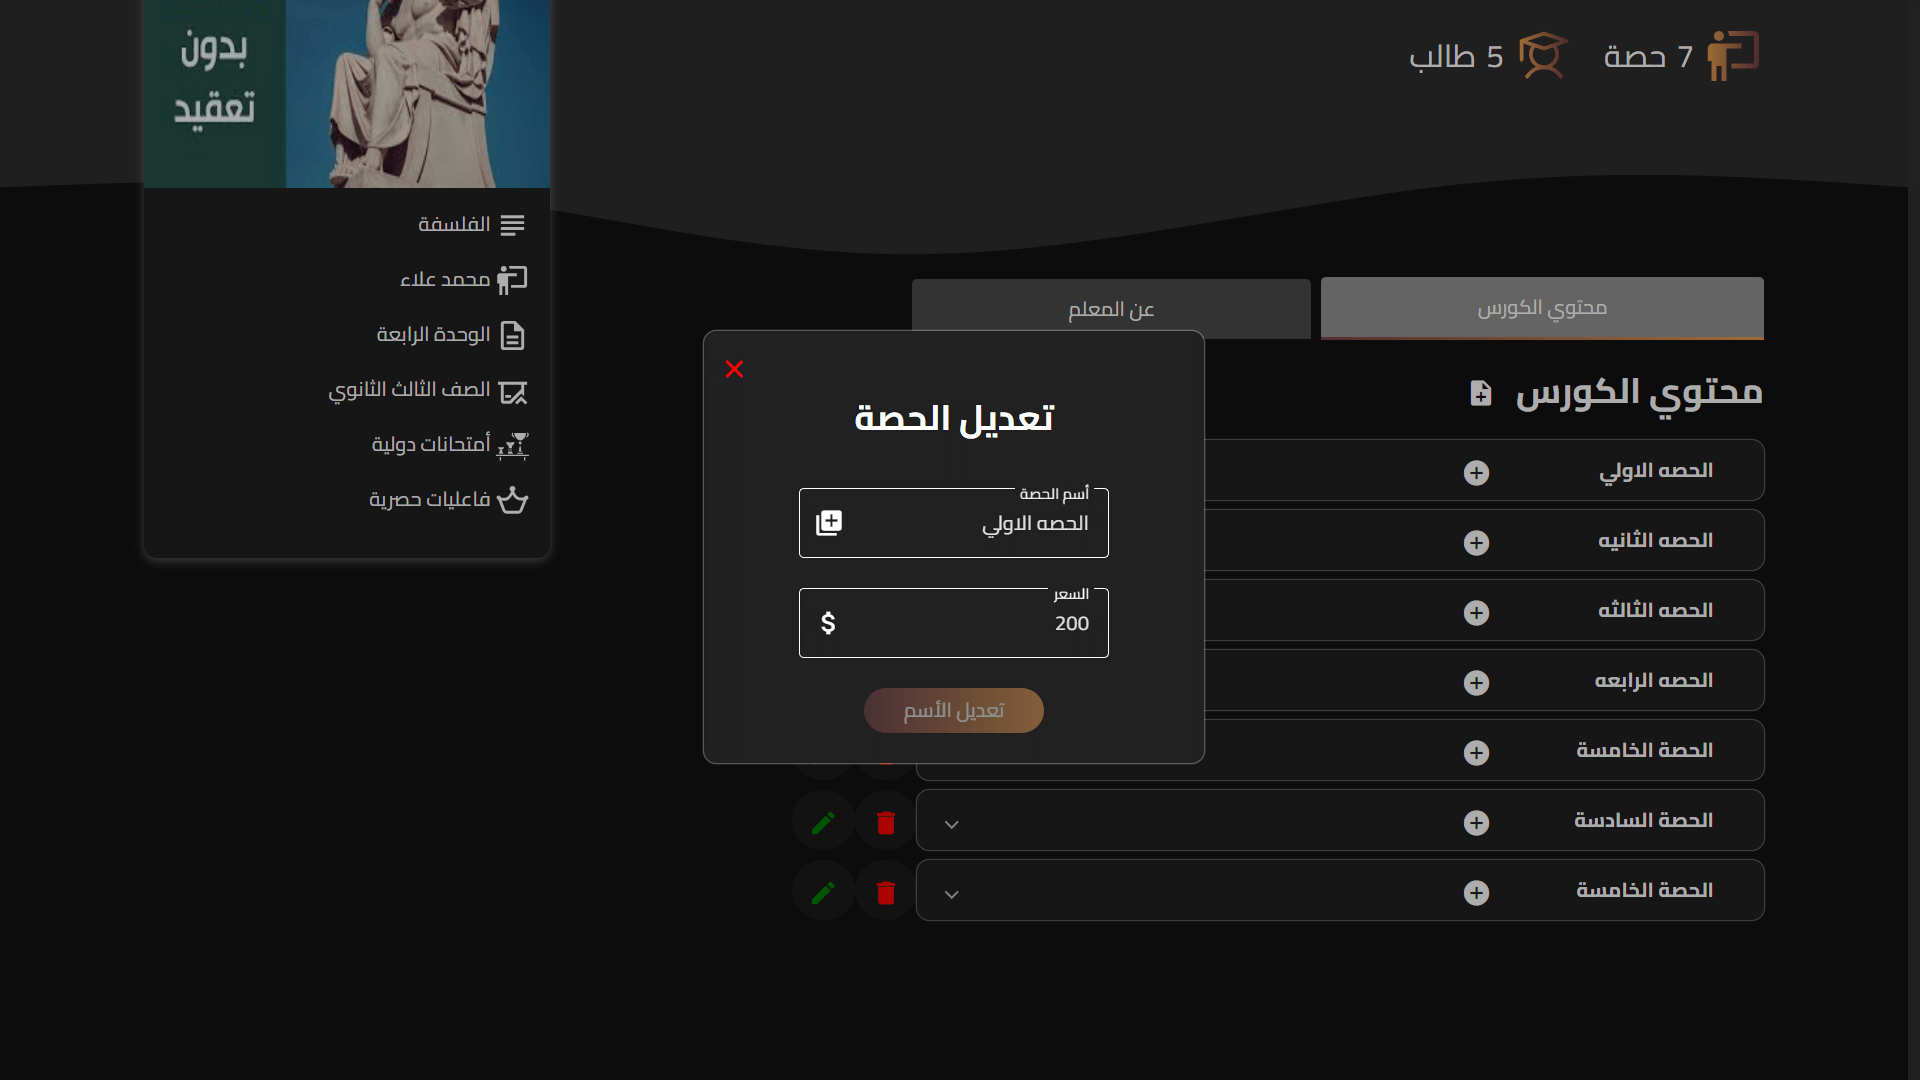 7 حصة
5 طالب
بدون
تعقيد
الفلسفة
محمد علاء
الوحدة الرابعة
الصف الثالث الثانوي
أمتحانات دولية
فاعليات حصرية
محتوي الكورس
عن المعلم
محتوي الكورس
الحصه الاولي
الحصه الثانيه
الحصه الثالثه
الحصه الرابعه
الحصة الخامسة
الحصة السادسة
الحصة الخامسة
تعديل الحصة
أسم الحصة
الحصه الاولي
السعر
200
تعديل الأسم